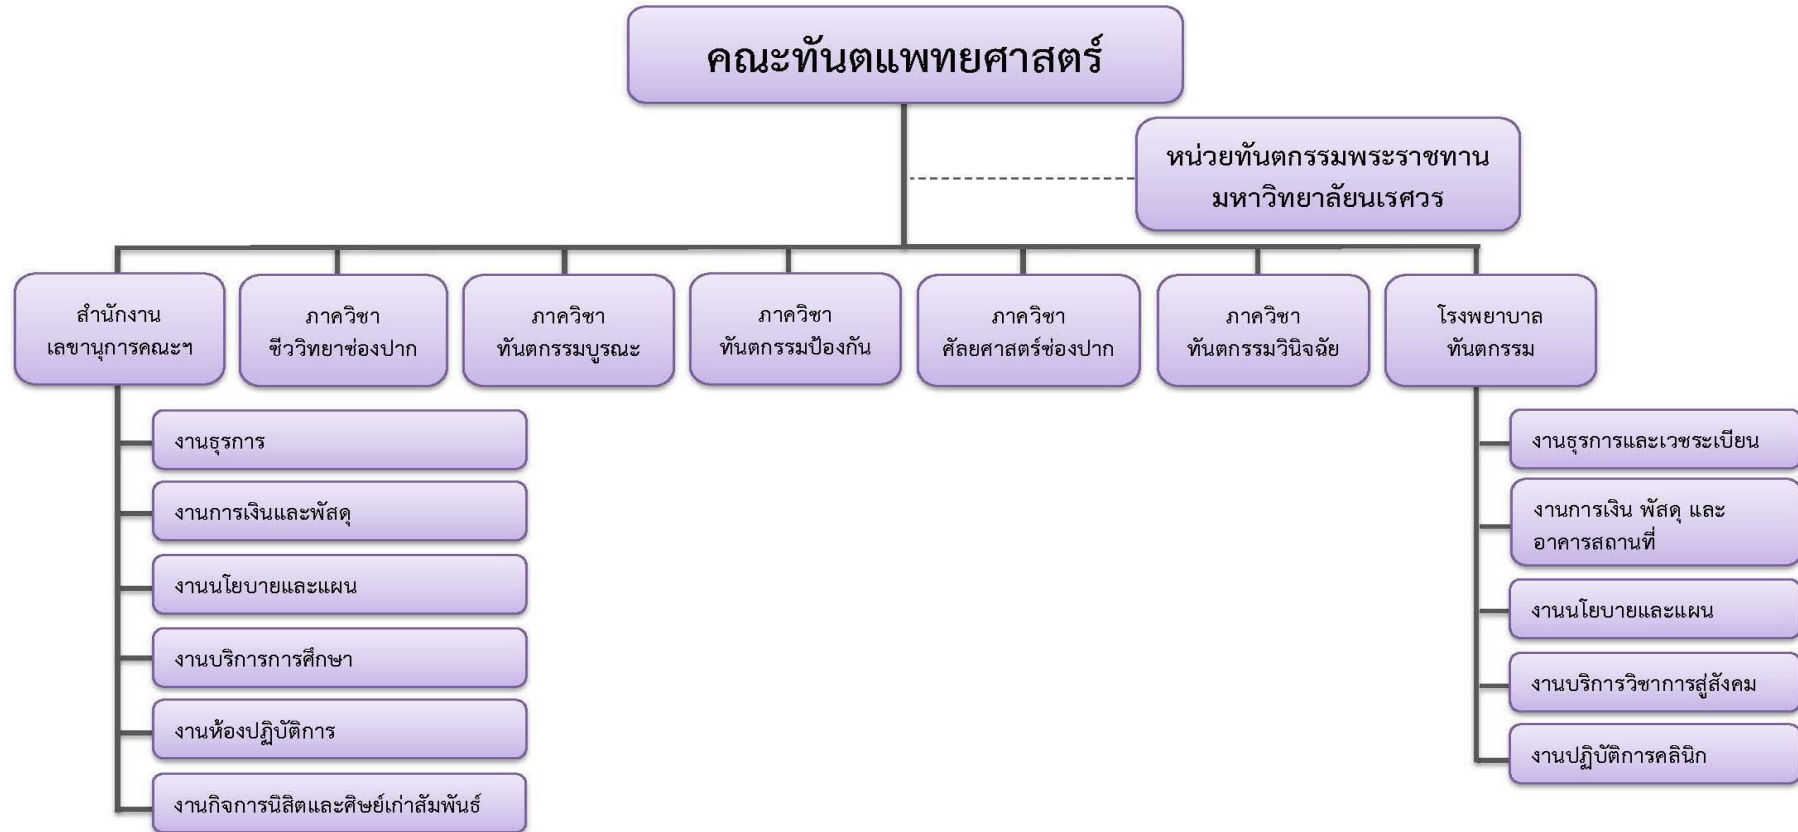 คณะทันตแพทยศาสตร์
หน่วยทันตกรรมพระราชทาน
มหาวิทยาลัยนเรศวร
สำนักงาน
เลขานุการคณะฯ
ภาควิชา
ชีววิทยาช่องปาก
ภาควิชา
ทันตกรรมบูรณะ
ภาควิชา
ทันตกรรมป้องกัน
ภาควิชา
ศัลยศาสตร์ช่องปาก
ภาควิชา
ทันตกรรมวินิจฉัย
โรงพยาบาล
ทันตกรรม
งานธุรการ
งานการเงินและพัสดุ
งานนโยบายและแผน
งานบริการการศึกษา
งานห้องปฏิบัติการ
งานกิจการนิสิตและศิษย์เก่าสัมพันธ์
งานธุรการและเวชระเบียน
งานการเงิน พัสดุ และ
อาคารสถานที่
งานนโยบายและแผน
งานบริการวิชาการสู่สังคม
งานปฏิบัติการคลินิก